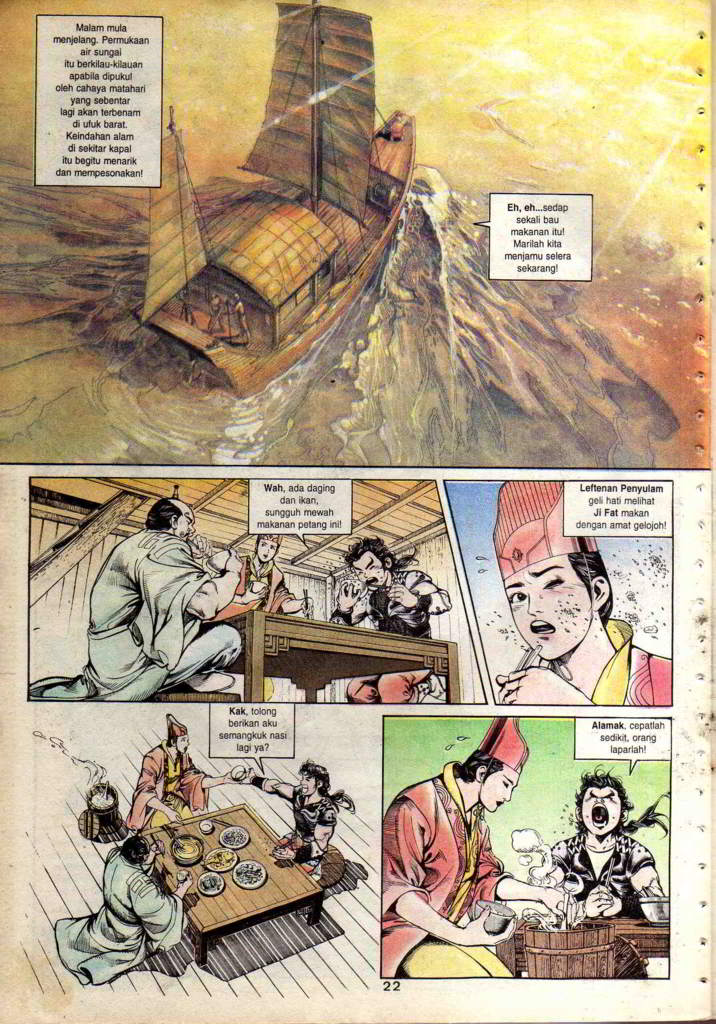 Malam mula
menjelang. Permukaan
air sungai
itu berkilau-kilauan
apabila dipukul
oleh cahaya matahari
yang sebentar
lagi akan terbenam
di ufuk barat.
Keindahan alam
di sekitar kapal
itu begitu menarik
dan mempesonakan!
Eh, eh...sedap
sekali bau
makanan itu!
Marilah kita
menjamu selera
sekarang!
Wah, ada daging
dan ikan,
sungguh mewah
makanan petang ini!
Leftenan Penyulam
geli hati melihat
Ji Fat makan
dengan amat gelojoh!
Kak, tolong
berikan aku
semangkuk nasi
lagi ya?
Alamak, cepatlah
sedikit, orang
laparlah!
22